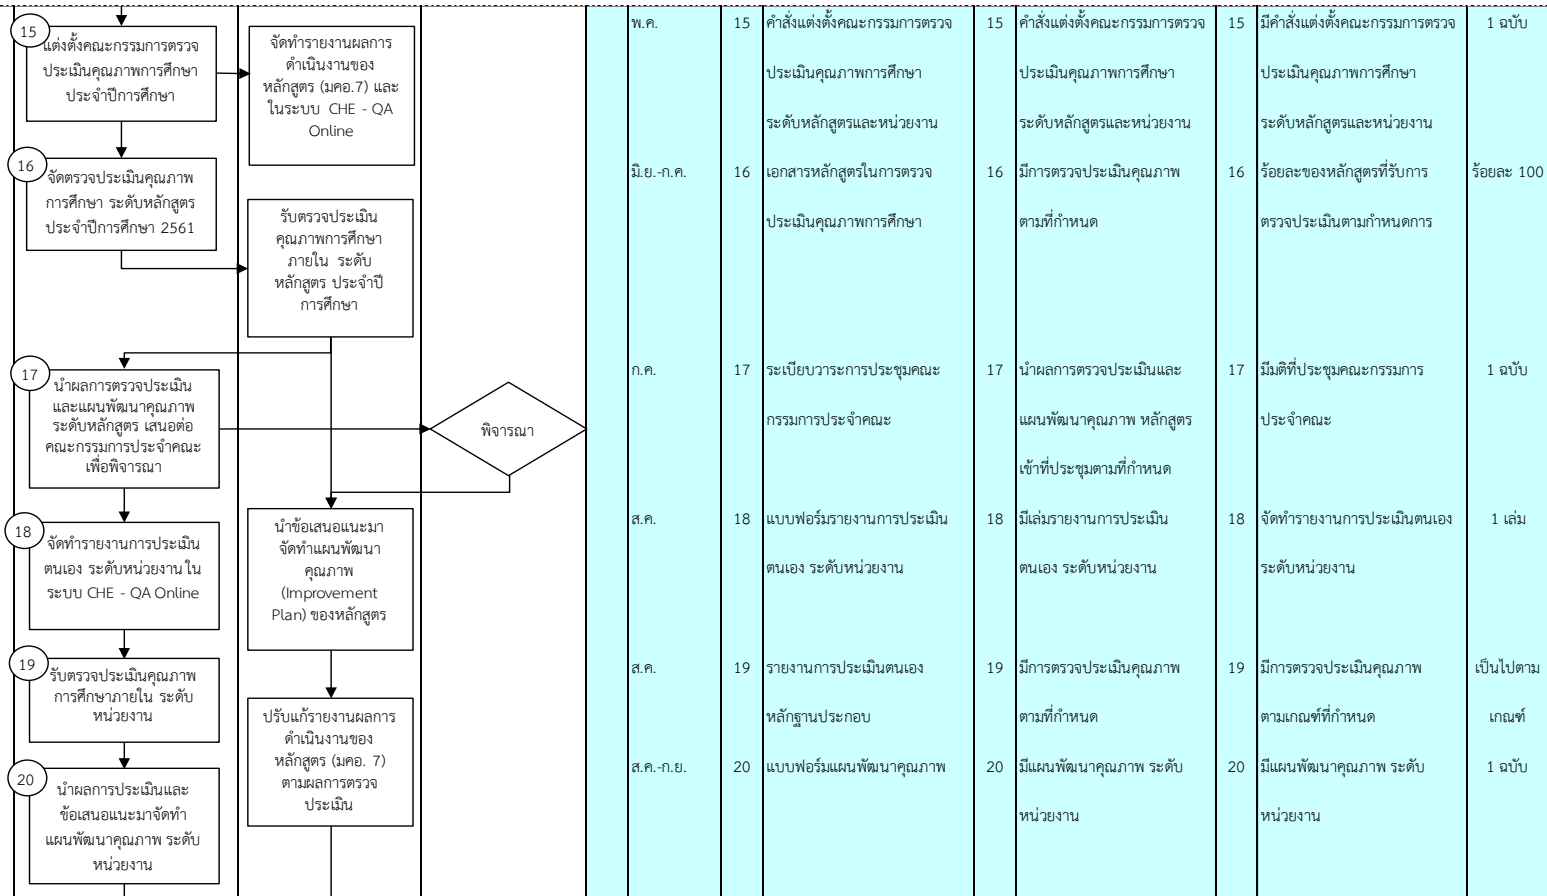 15
แต่งตั้งคณะกรรมการตรวจ
ประเมินคุณภาพการศึกษา
ประจำปีการศึกษา
จัดทำรายงานผลการ
ดำเนินงานของ
หลักสูตร (มคอ.7) และ
ในระบบ CHE - QA
Online
16
จัดตรวจประเมินคุณภาพ
การศึกษา ระดับหลักสูตร
ประจำปีการศึกษา 2561
รับตรวจประเมิน
คุณภาพการศึกษา
ภายใน ระดับ
หลักสูตร ประจำปี
การศึกษา
17
นำผลการตรวจประเมิน
และแผนพัฒนาคุณภาพ
ระดับหลักสูตร เสนอต่อ
คณะกรรมการประจำคณะ
เพื่อพิจารณา
พิจารณา
18
จัดทำรายงานการประเมิน
ตนเอง ระดับหน่วยงาน ใน
ระบบ CHE - QA Online
นำข้อเสนอแนะมา
จัดทำแผนพัฒนา
คุณภาพ
(Improvement
Plan) ของหลักสูตร
19
รับตรวจประเมินคุณภาพ
การศึกษาภายใน ระดับ
หน่วยงาน
ปรับแก้รายงานผลการ
ดำเนินงานของ
หลักสูตร (มคอ. 7)
ตามผลการตรวจ
ประเมิน
20
นำผลการประเมินและ
ข้อเสนอแนะมาจัดทำ
แผนพัฒนาคุณภาพ ระดับ
หน่วยงาน
พ.ค. 15 คำสั่งแต่งตั้งคณะกรรมการตรวจ 15 คำสั่งแต่งตั้งคณะกรรมการตรวจ 15 มีคำสั่งแต่งตั้งคณะกรรมการตรวจ 1 ฉบับ
ประเมินคุณภาพการศึกษา ประเมินคุณภาพการศึกษา ประเมินคุณภาพการศึกษา
ระดับหลักสูตรและหน่วยงาน ระดับหลักสูตรและหน่วยงาน ระดับหลักสูตรและหน่วยงาน
มิ.ย.-ก.ค. 16 เอกสารหลักสูตรในการตรวจ 16 มีการตรวจประเมินคุณภาพ 16 ร้อยละของหลักสูตรที่รับการ ร้อยละ 100
ประเมินคุณภาพการศึกษา ตามที่กำหนด ตรวจประเมินตามกำหนดการ
ก.ค. 17 ระเบียบวาระการประชุมคณะ 17 นำผลการตรวจประเมินและ 17 มีมติที่ประชุมคณะกรรมการ 1 ฉบับ
กรรมการประจำคณะ แผนพัฒนาคุณภาพ หลักสูตร ประจำคณะ
เข้าที่ประชุมตามที่กำหนด
ส.ค. 18 แบบฟอร์มรายงานการประเมิน 18 มีเล่มรายงานการประเมิน 18 จัดทำรายงานการประเมินตนเอง 1 เล่ม
ตนเอง ระดับหน่วยงาน ตนเอง ระดับหน่วยงาน ระดับหน่วยงาน
ส.ค. 19 รายงานการประเมินตนเอง 19 มีการตรวจประเมินคุณภาพ 19 มีการตรวจประเมินคุณภาพ เป็นไปตาม
หลักฐานประกอบ ตามที่กำหนด ตามเกณฑ์ที่กำหนด เกณฑ์
ส.ค.-ก.ย. 20 แบบฟอร์มแผนพัฒนาคุณภาพ 20 มีแผนพัฒนาคุณภาพ ระดับ 20 มีแผนพัฒนาคุณภาพ ระดับ 1 ฉบับ
หน่วยงาน หน่วยงาน